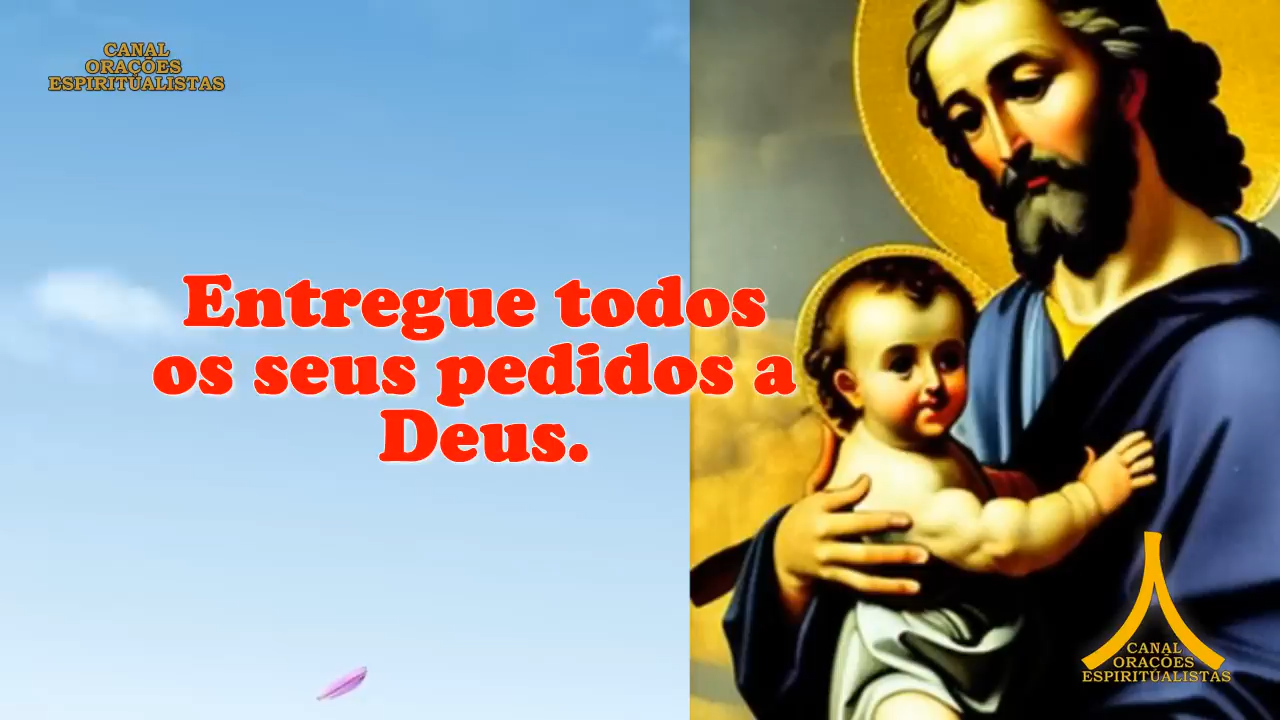 CANAL
ORAÇÕES
ESPIRITUALISTAS
Entregue todos
os seus pedidos a
Deus.
CANAL
ORAÇÕES
ESPIRITUALISTAS